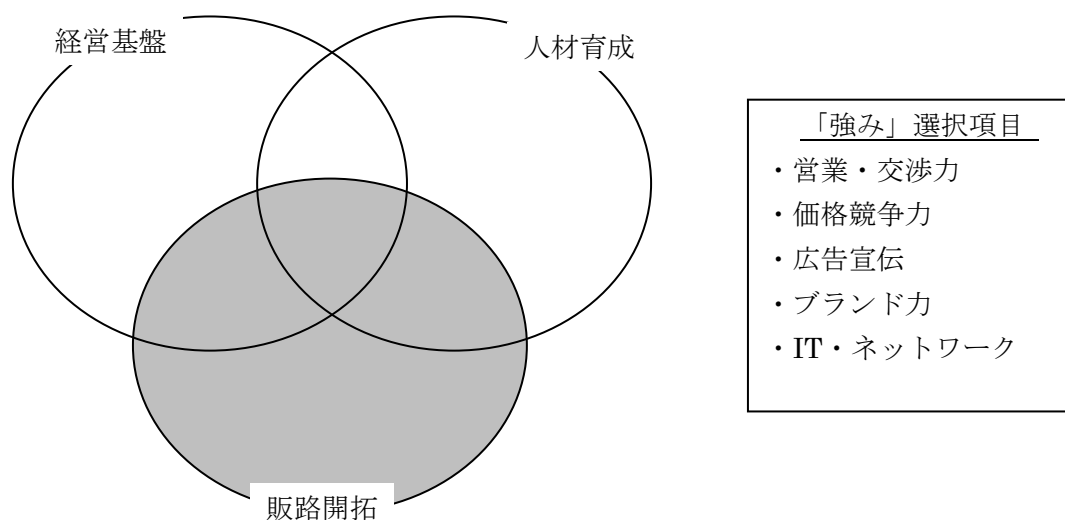 経営基盤
人材育成
「強み」選択項目
・営業・交渉力
・価格競争力
・広告宣伝
・ブランド力
・IT・ネットワーク
販路開拓